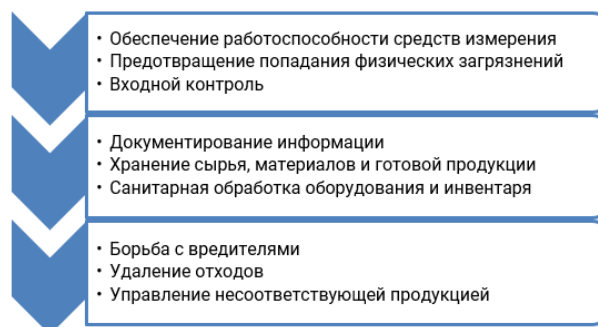 • Обеспечение работоспособности средств измерения
• Предотвращение попадания физических загрязнений
• Входной контроль
• Документирование информации
• Хранение сырья, материалов и готовой продукции
• Санитарная обработка оборудования и инвентаря
• Борьба с вредителями
• Удаление отходов
• Управление несоответствующей продукцией